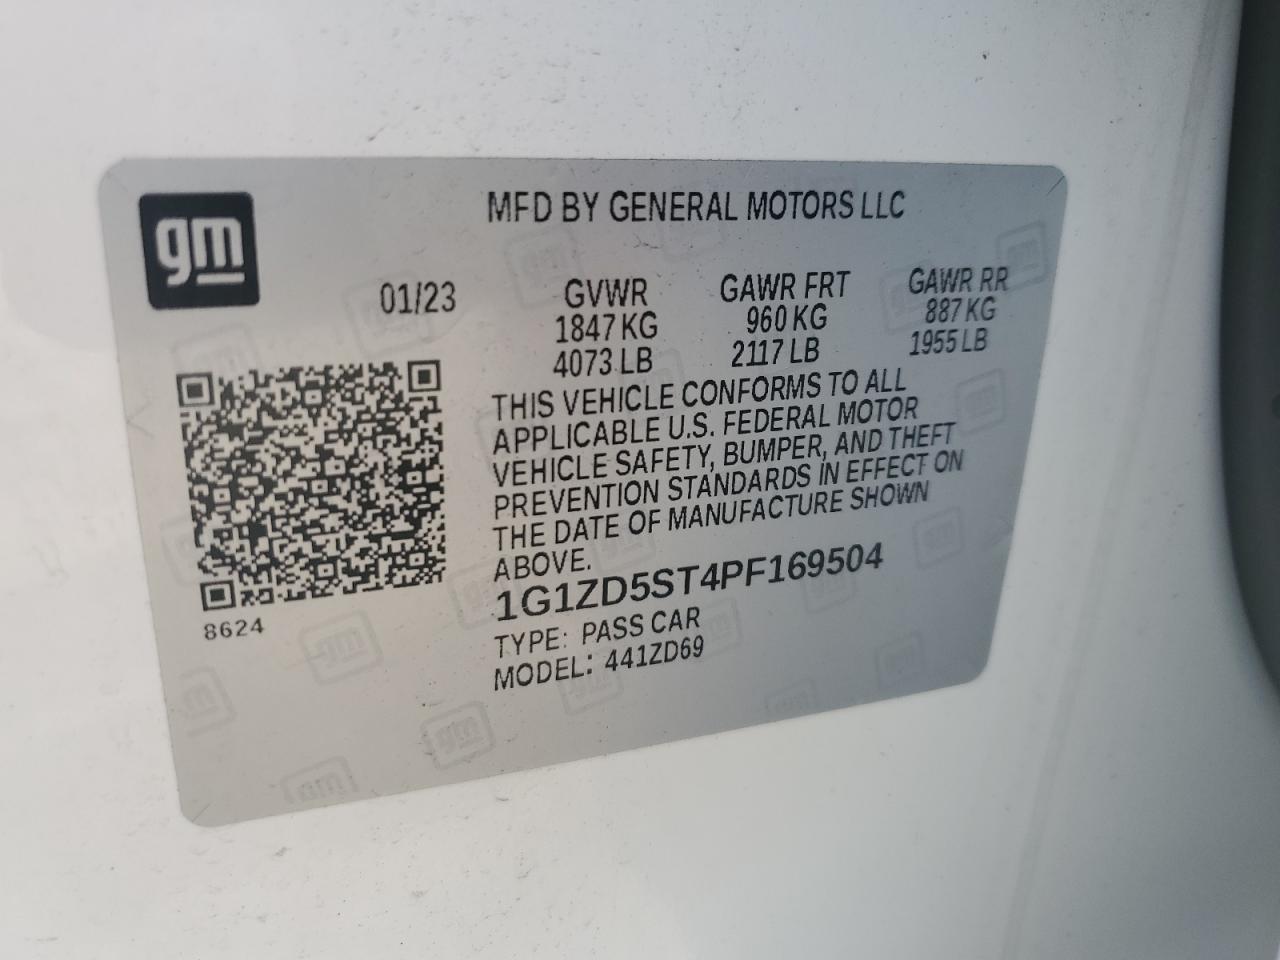 gm
MFD BY GENERAL MOTORS LLC
01/23
GVWR
1847 KG
4073 LB
GAWR FRT
960 KG
2117 LB
GAWR RR
887 KG
1955 LB
THIS VEHICLE CONFORMS TO ALL
APPLICABLE U.S. FEDERAL MOTOR
VEHICLE SAFETY, BUMPER, AND THEFT
PREVENTION STANDARDS IN EFFECT ON
THE DATE OF MANUFACTURE SHOWN
ABOVE.
1G1ZD5ST4PF169504
TYPE: PASS CAR
MODEL: 441ZD69
8624